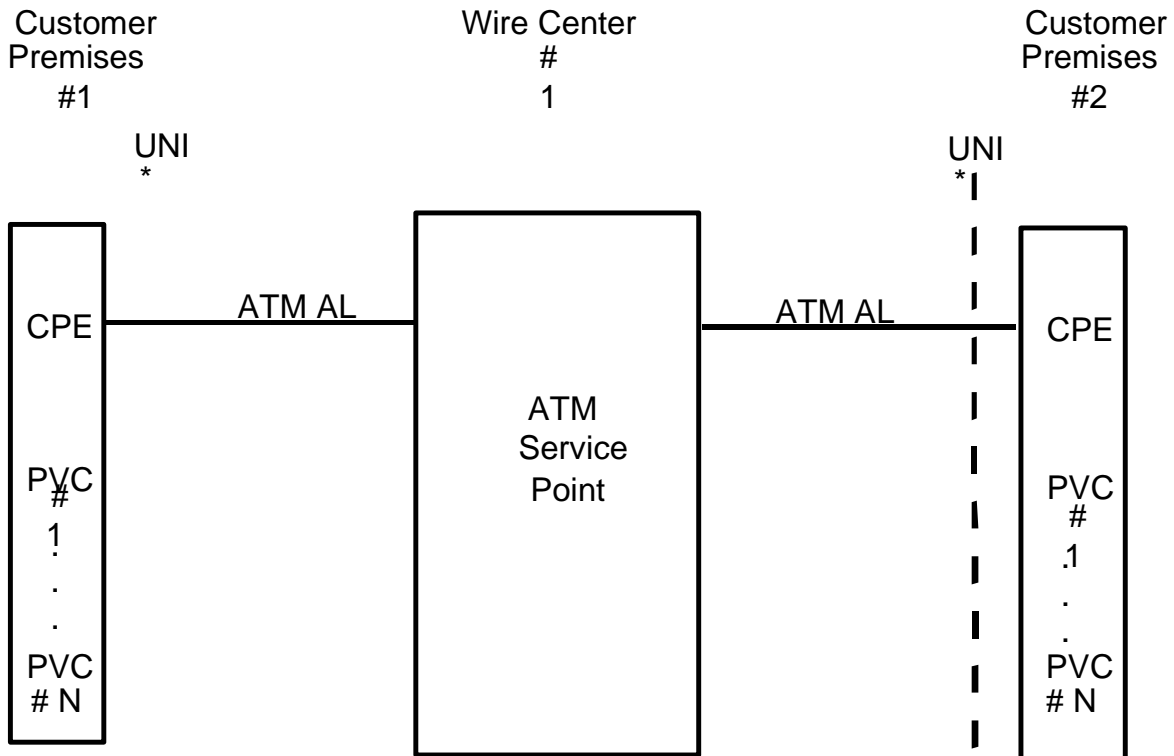 Customer
Premises
#1
Wire Center
#
1
Customer
Premises
#2
UNI
*
UNI
*
ATM AL
ATM AL
CPE
CPE
ATM
Service
Point
PVC
#
1
.
.
.
PVC
# N
PVC
#
1
.
.
.
PVC
# N